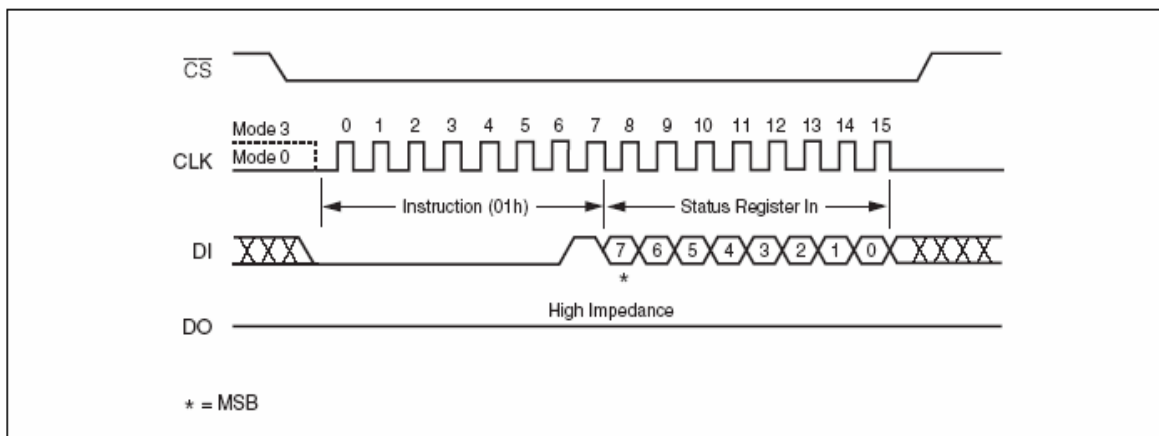 CS
Mode 3
0 1 2 3 4 5 6 7 8 9 10 11 12 13 14 15
CLK
Mode 0
Instruction (01h)
Status Register In
DI
7 6 5 4 3 2 1 0
*
High Impedance
DO
* = MSB